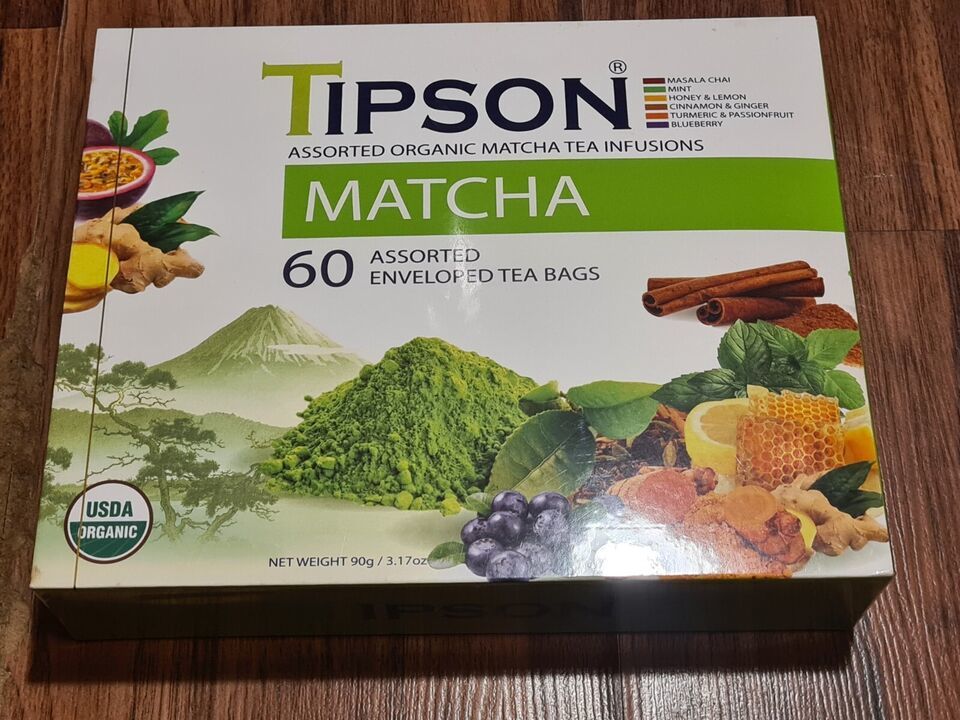 TIPSON®
MASALA CHAI
MINT
HONEY & LEMON
CINNAMON & GINGER
TURMERIC & PASSIONFRUIT
BLUEBERRY
ASSORTED ORGANIC MATCHA TEA INFUSIONS
MATCHA
60 ASSORTED
ENVELOPED TEA BAGS
USDA
ORGANIC
NET WEIGHT 90g / 3.17oz
TIPSON